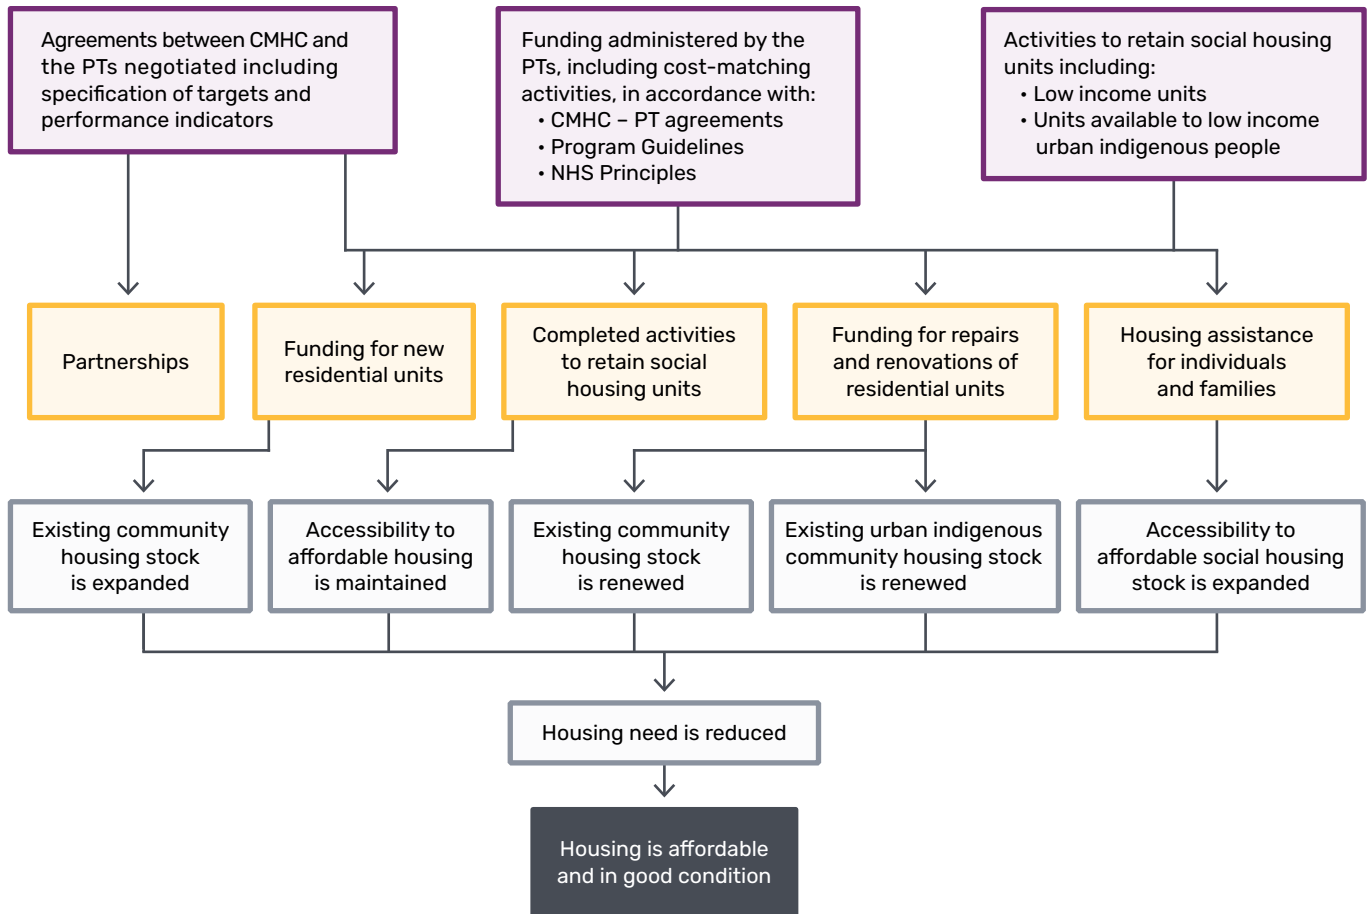 Agreements between CMHC and
the PTs negotiated including
specification of targets and
performance indicators
Funding administered by the
PTs, including cost-matching
activities, in accordance with:
• CMHC – PT agreements
• Program Guidelines
• NHS Principles
Activities to retain social housing
units including:
• Low income units
• Units available to low income
urban indigenous people
Partnerships
Funding for new
residential units
Completed activities
to retain social
housing units
Funding for repairs
and renovations of
residential units
Housing assistance
for individuals
and families
Existing community
housing stock
is expanded
Accessibility to
affordable housing
is maintained
Existing community
housing stock
is renewed
Existing urban indigenous
community housing stock
is renewed
Accessibility to
affordable social housing
stock is expanded
Housing need is reduced
Housing is affordable
and in good condition